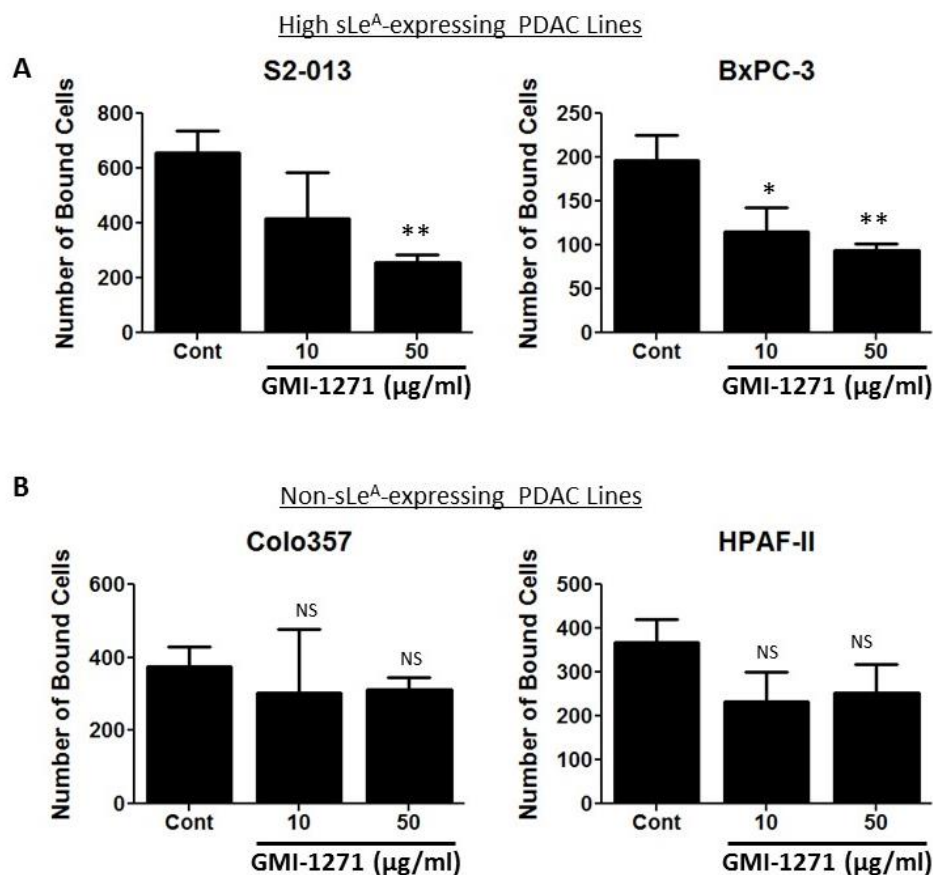 High sLeᴬ-expressing PDAC Lines
A
S2-013
BxPC-3
Number of Bound Cells
800
600
400
200
0
**
Cont
10
50
GMI-1271 (µg/ml)
Number of Bound Cells
250
200
150
100
50
0
*
**
Cont
10
50
GMI-1271 (µg/ml)
B
Non-sLeᴬ-expressing PDAC Lines
Colo357
HPAF-II
Number of Bound Cells
600
400
200
0
NS
NS
Cont
10
50
GMI-1271 (µg/ml)
Number of Bound Cells
500
400
300
200
100
0
NS
NS
Cont
10
50
GMI-1271 (µg/ml)